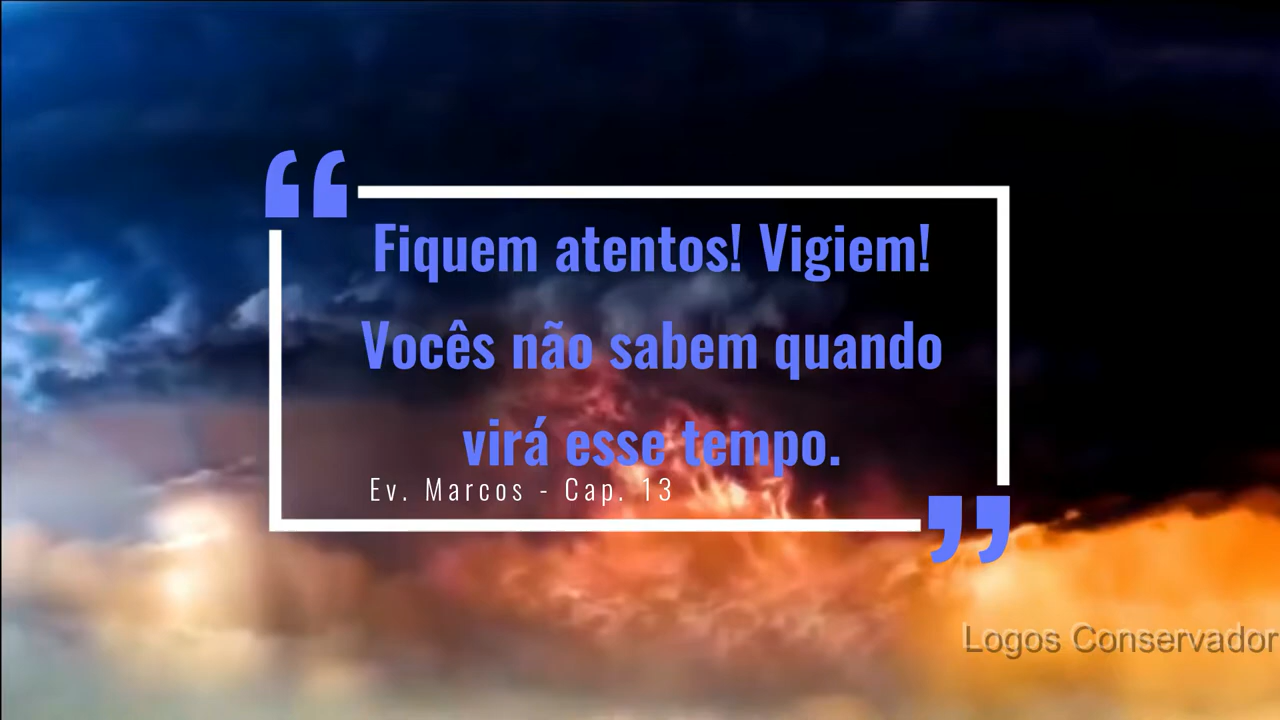 Fiquem atentos! Vigiem!
Vocês não sabem quando
virá esse tempo.
Ev. Marcos - Cap. 13
Logos Conservador